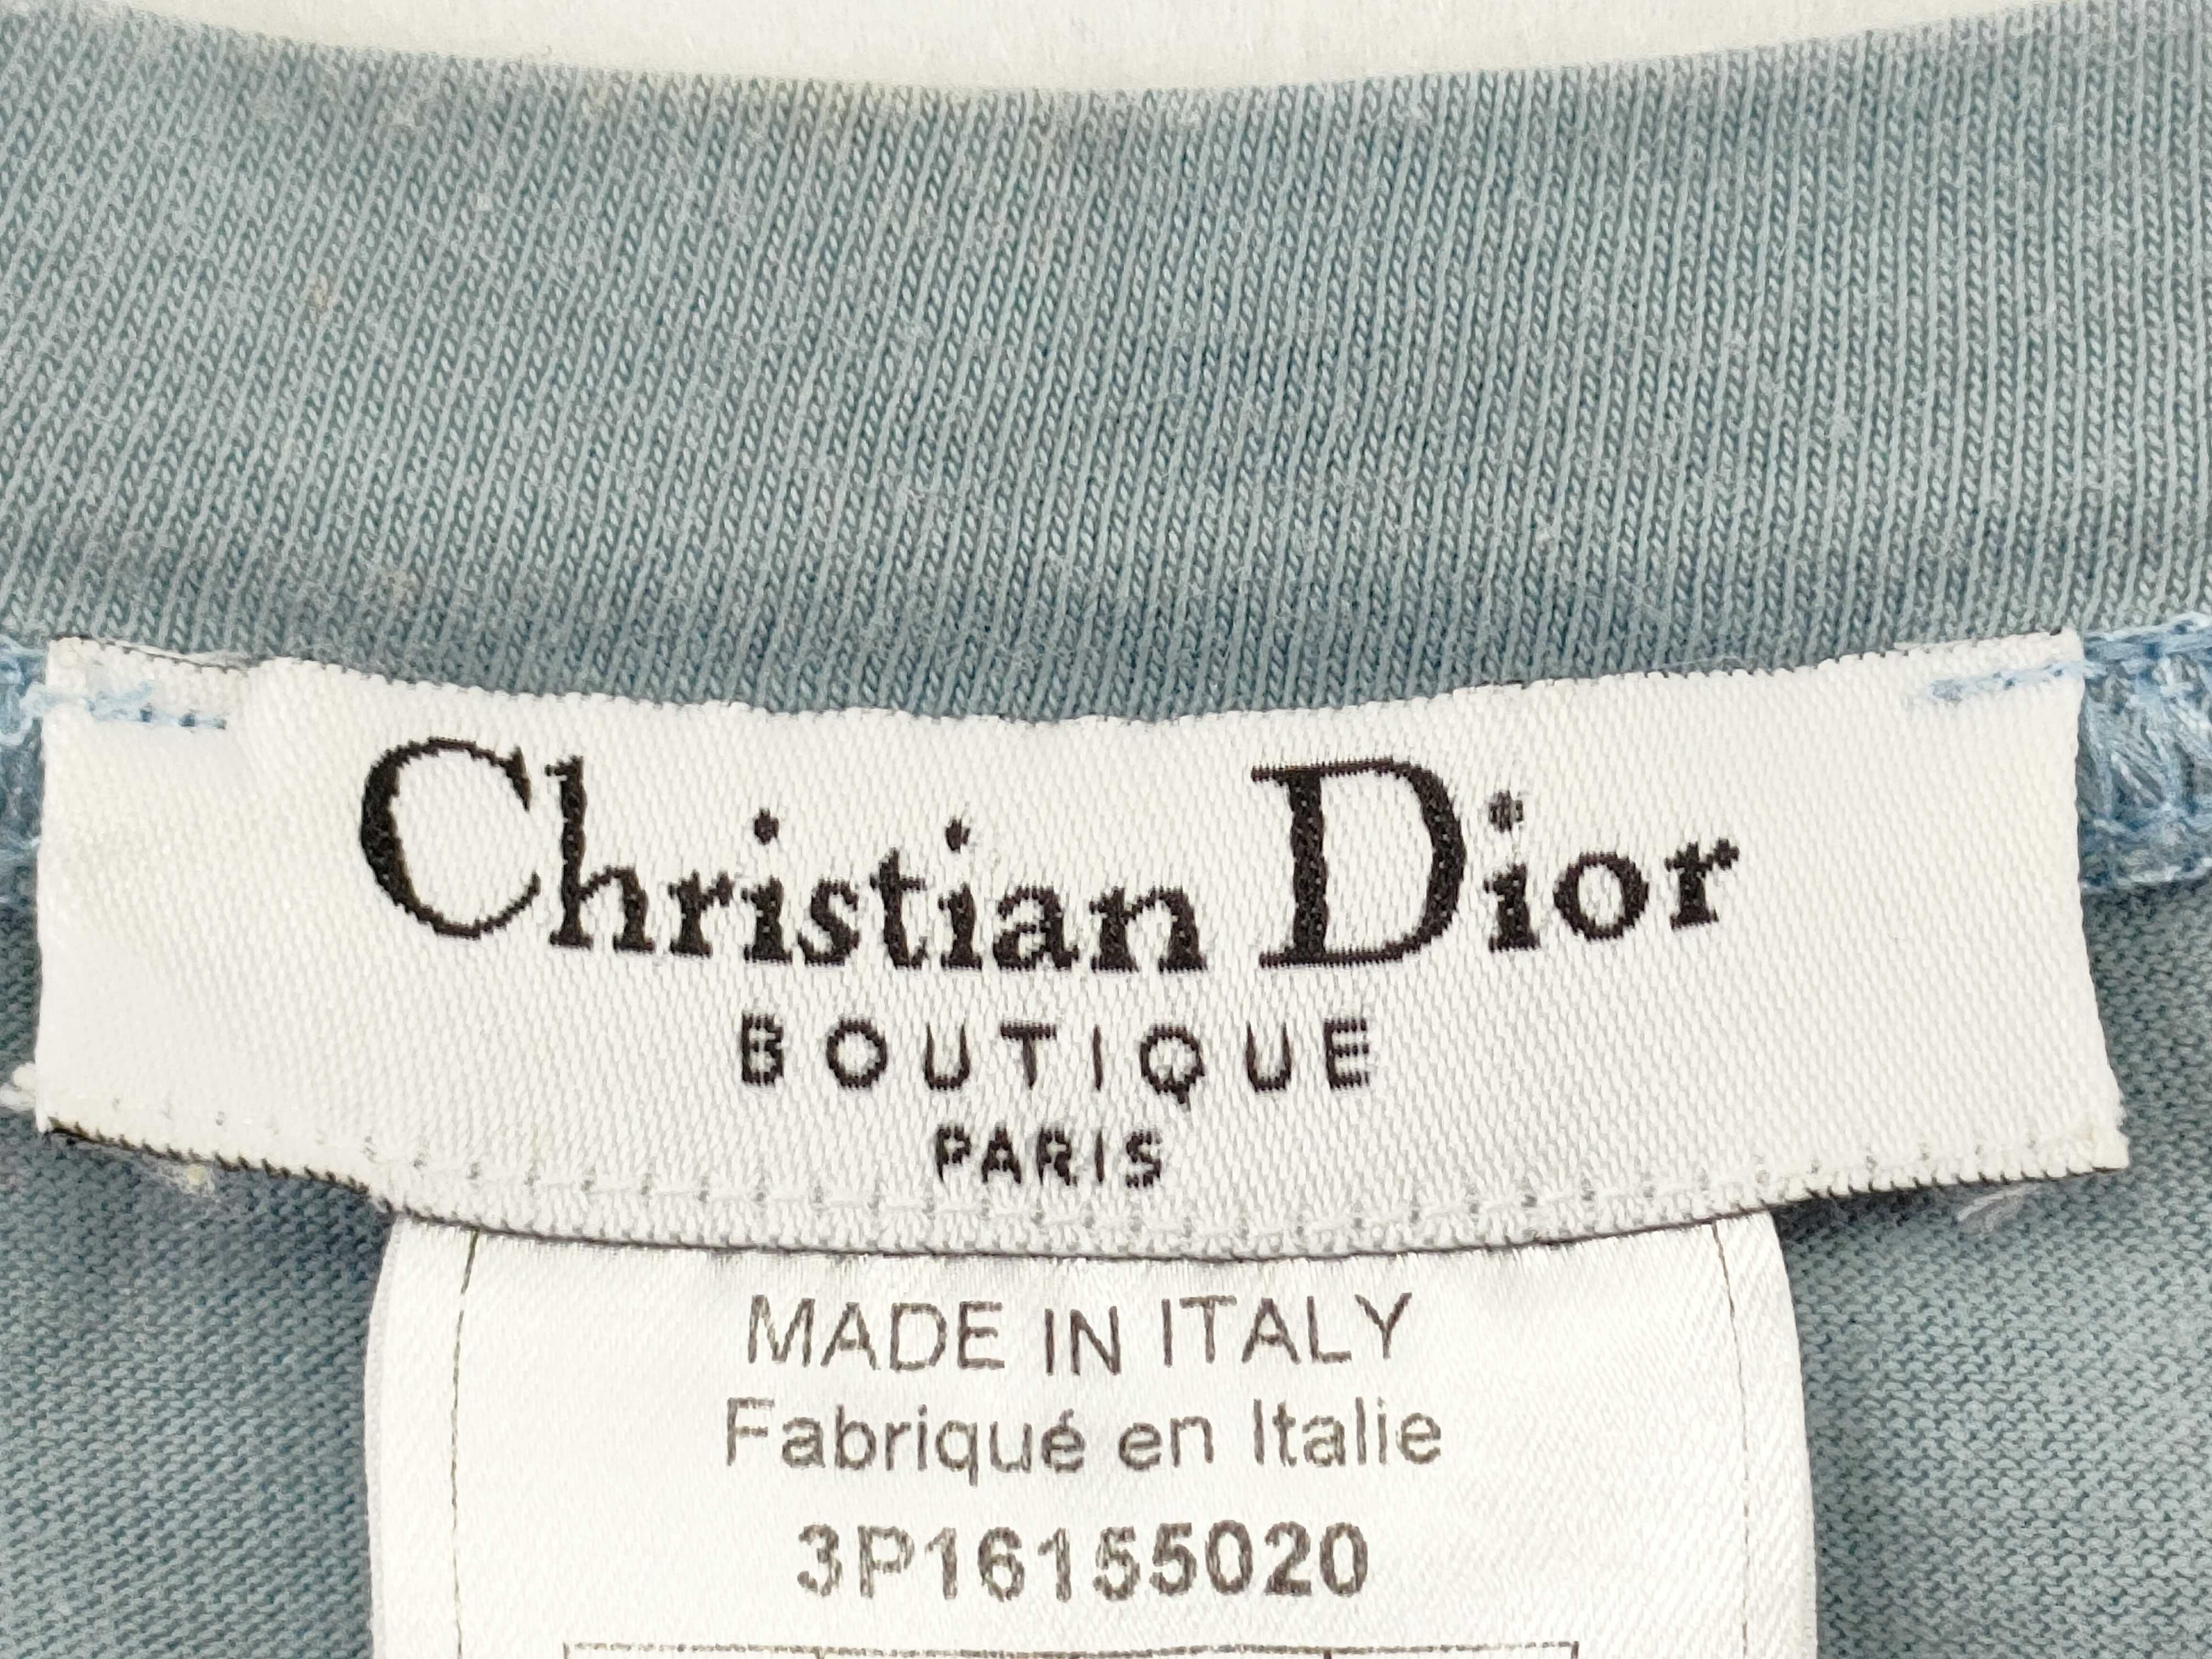 Christian Dior
BOUTIQUE
PARIS
MADE IN ITALY
Fabriqué en Italie
3P16155020